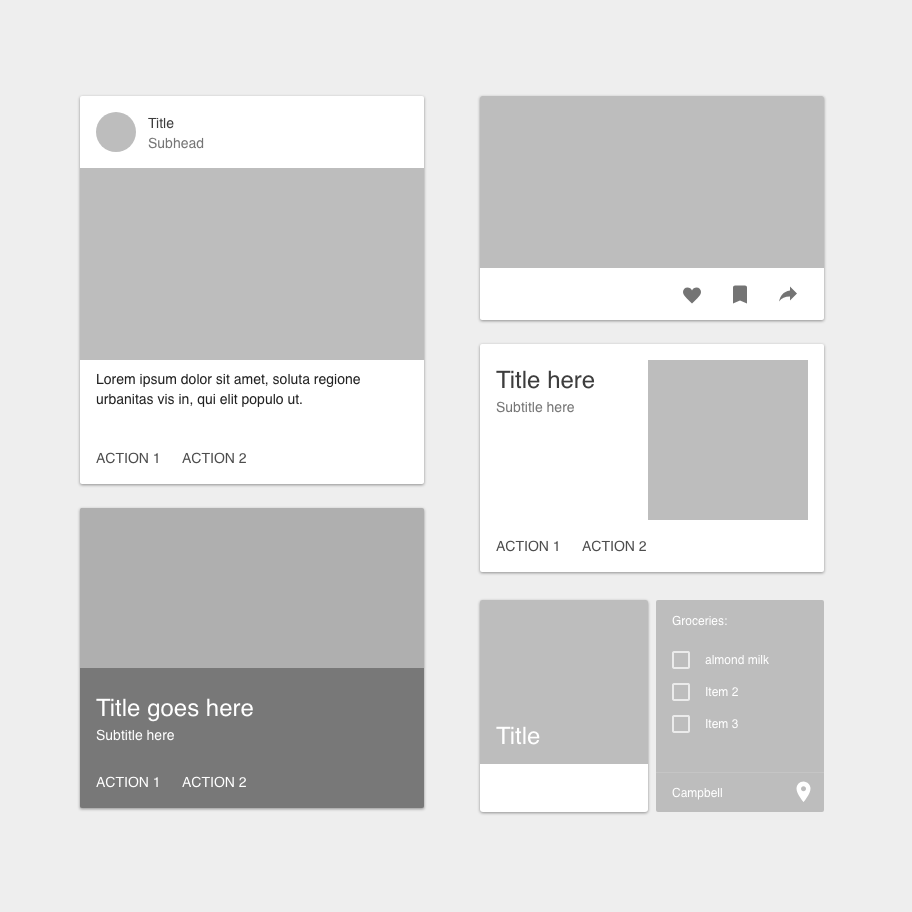 Title
Subhead
Lorem ipsum dolor sit amet, soluta regione
urbanitas vis in, qui elit populo ut.
ACTION 1 ACTION 2
Title goes here
Subtitle here
ACTION 1 ACTION 2
Title here
Subtitle here
ACTION 1 ACTION 2
Title
Groceries:
almond milk
Item 2
Item 3
Campbell